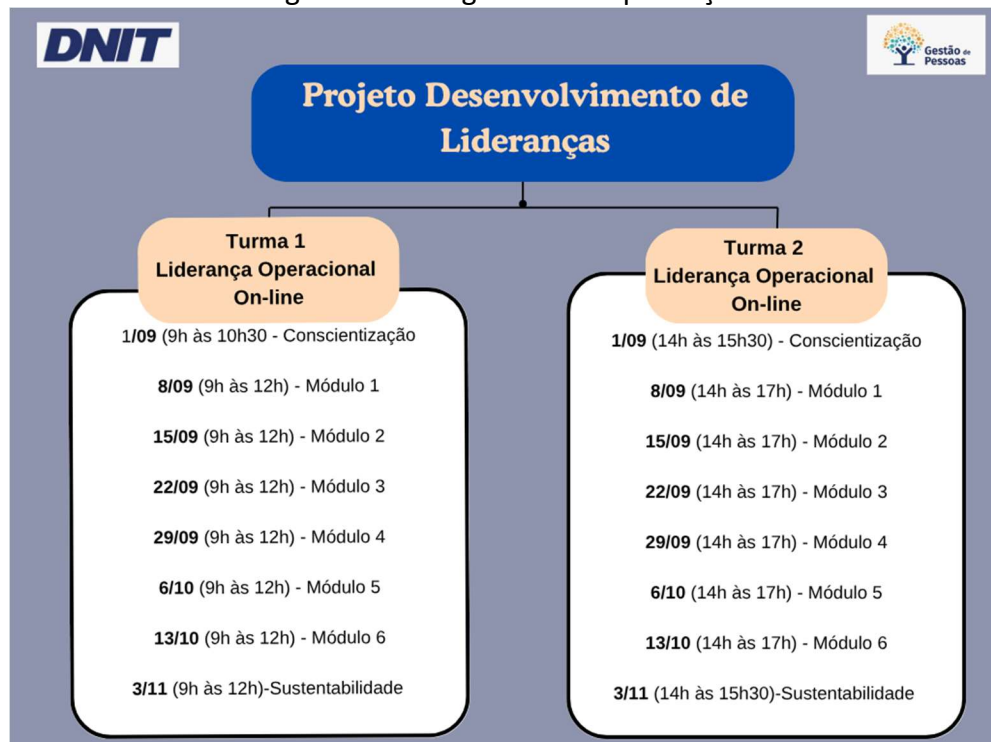 DNIT
Gestão de
Pessoas
Projeto Desenvolvimento de
Lideranças
Turma 1
Liderança Operacional
On-line
1/09 (9h às 10h30 - Conscientização
8/09 (9h às 12h) - Módulo 1
15/09 (9h às 12h) - Módulo 2
22/09 (9h às 12h) - Módulo 3
29/09 (9h às 12h) - Módulo 4
6/10 (9h às 12h) - Módulo 5
13/10 (9h às 12h) - Módulo 6
3/11 (9h às 12h)-Sustentabilidade
Turma 2
Liderança Operacional
On-line
1/09 (14h às 15h30) - Conscientização
8/09 (14h às 17h) - Módulo 1
15/09 (14h às 17h) - Módulo 2
22/09 (14h às 17h) - Módulo 3
29/09 (14h às 17h) - Módulo 4
6/10 (14h às 17h) - Módulo 5
13/10 (14h às 17h) - Módulo 6
3/11 (14h às 15h30)-Sustentabilidade